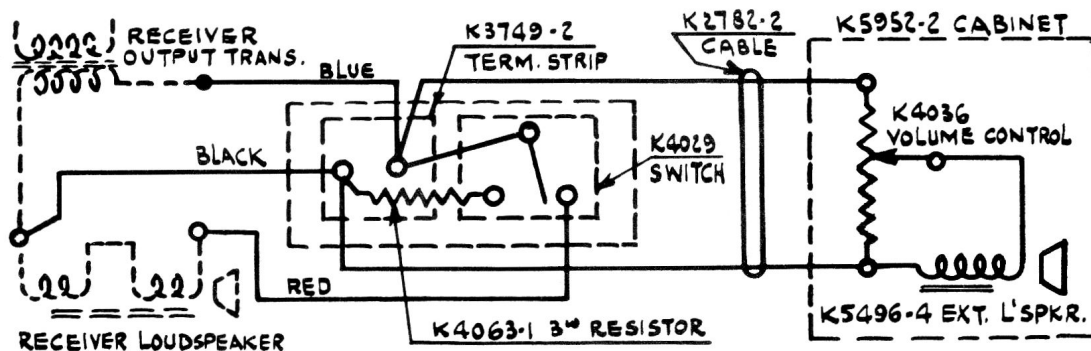 RECEIVER
OUTPUT TRANS.
BLUE
K3749-2
TERM. STRIP
K2782-2
CABLE
K5952-2 CABINET
K4036
VOLUME CONTROL
BLACK
K4029
SWITCH
RED
K4063-1 3ω RESISTOR
K5496-4 EXT. L'SPKR.
RECEIVER LOUDSPEAKER